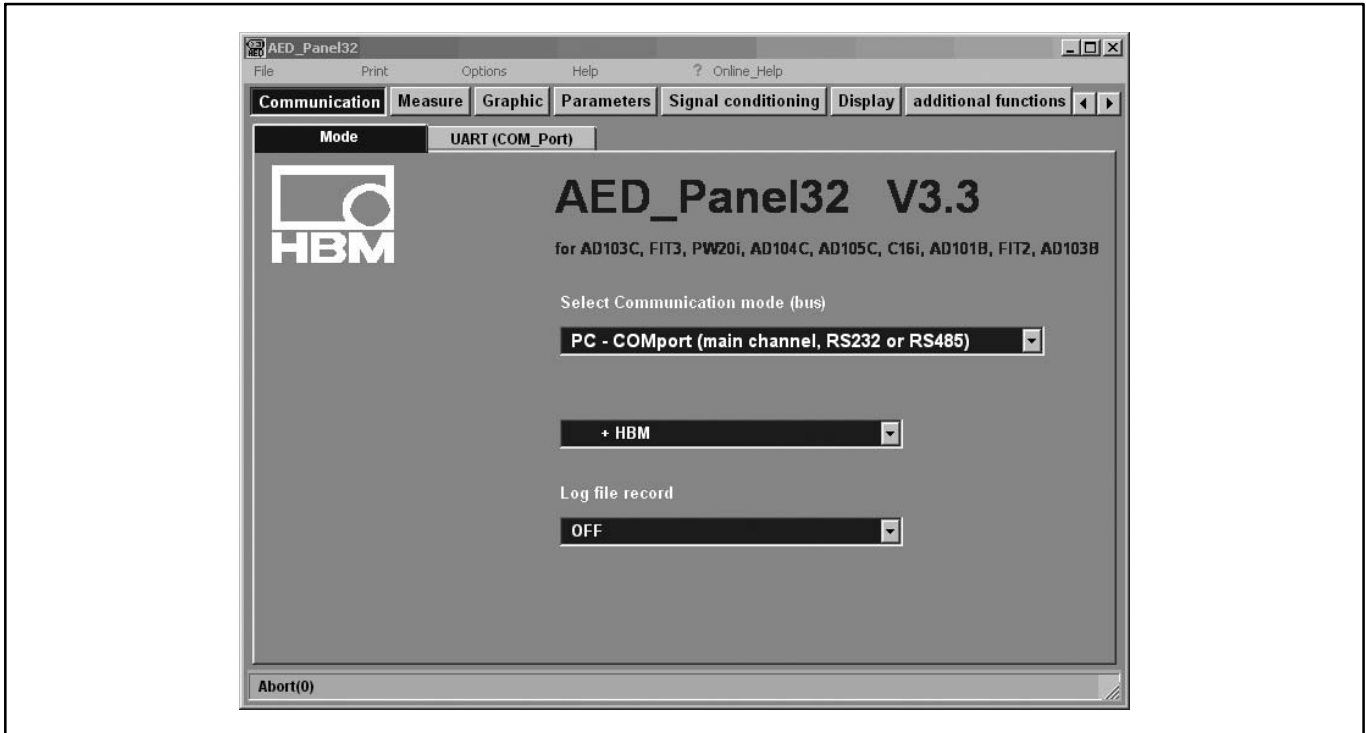 AED_Panel32
File Print Options Help ? Online_Help
Communication Measure Graphic Parameters Signal conditioning Display additional functions
Mode UART (COM_Port)
HBM
AED_Panel32 V3.3
for AD103C, FIT3, PW20i, AD104C, AD105C, C16i, AD101B, FIT2, AD103B
Select Communication mode (bus)
PC - COMport (main channel, RS232 or RS485)
+ HBM
Log file record
OFF
Abort(0)